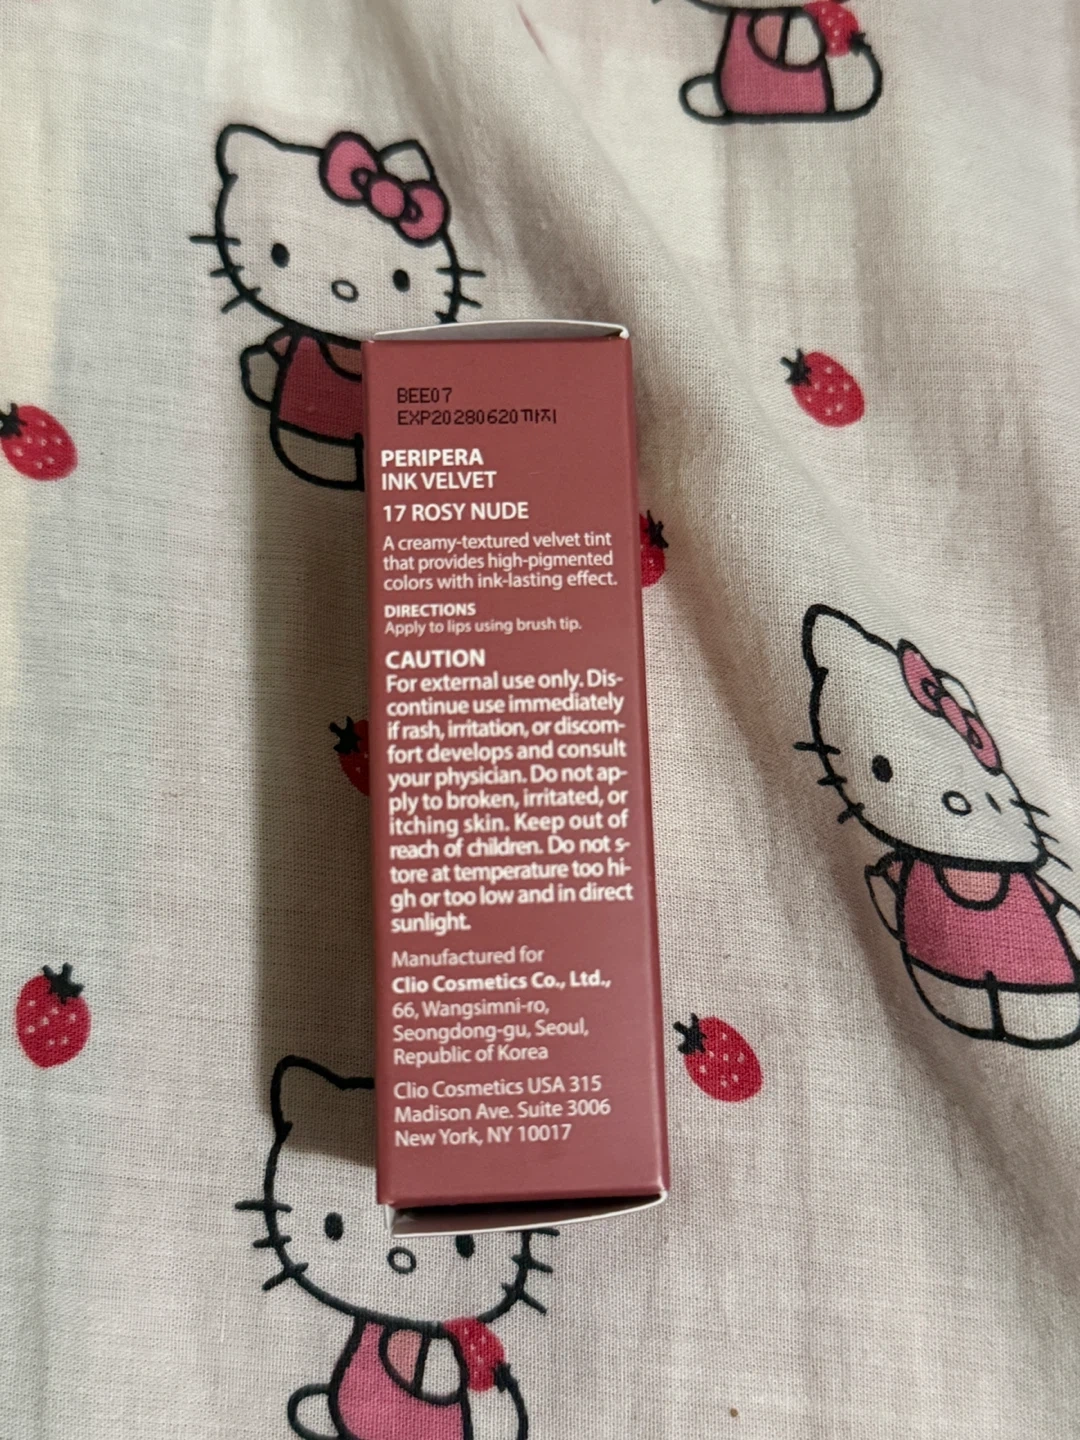 BEE07
EXP20280620까지
PERIPERA
INK VELVET
17 ROSY NUDE
A creamy-textured velvet tint
that provides high-pigmented
colors with ink-lasting effect.
DIRECTIONS
Apply to lips using brush tip.
CAUTION
For external use only. Dis-
continue use immediately
if rash, irritation, or discom-
fort develops and consult
your physician. Do not ap-
ply to broken, irritated, or
itching skin. Keep out of
reach of children. Do not s-
tore at temperature too hi-
gh or too low and in direct
sunlight.
Manufactured for
Clio Cosmetics Co., Ltd.,
66, Wangsimni-ro,
Seongdong-gu, Seoul,
Republic of Korea
Clio Cosmetics USA 315
Madison Ave. Suite 3006
New York, NY 10017